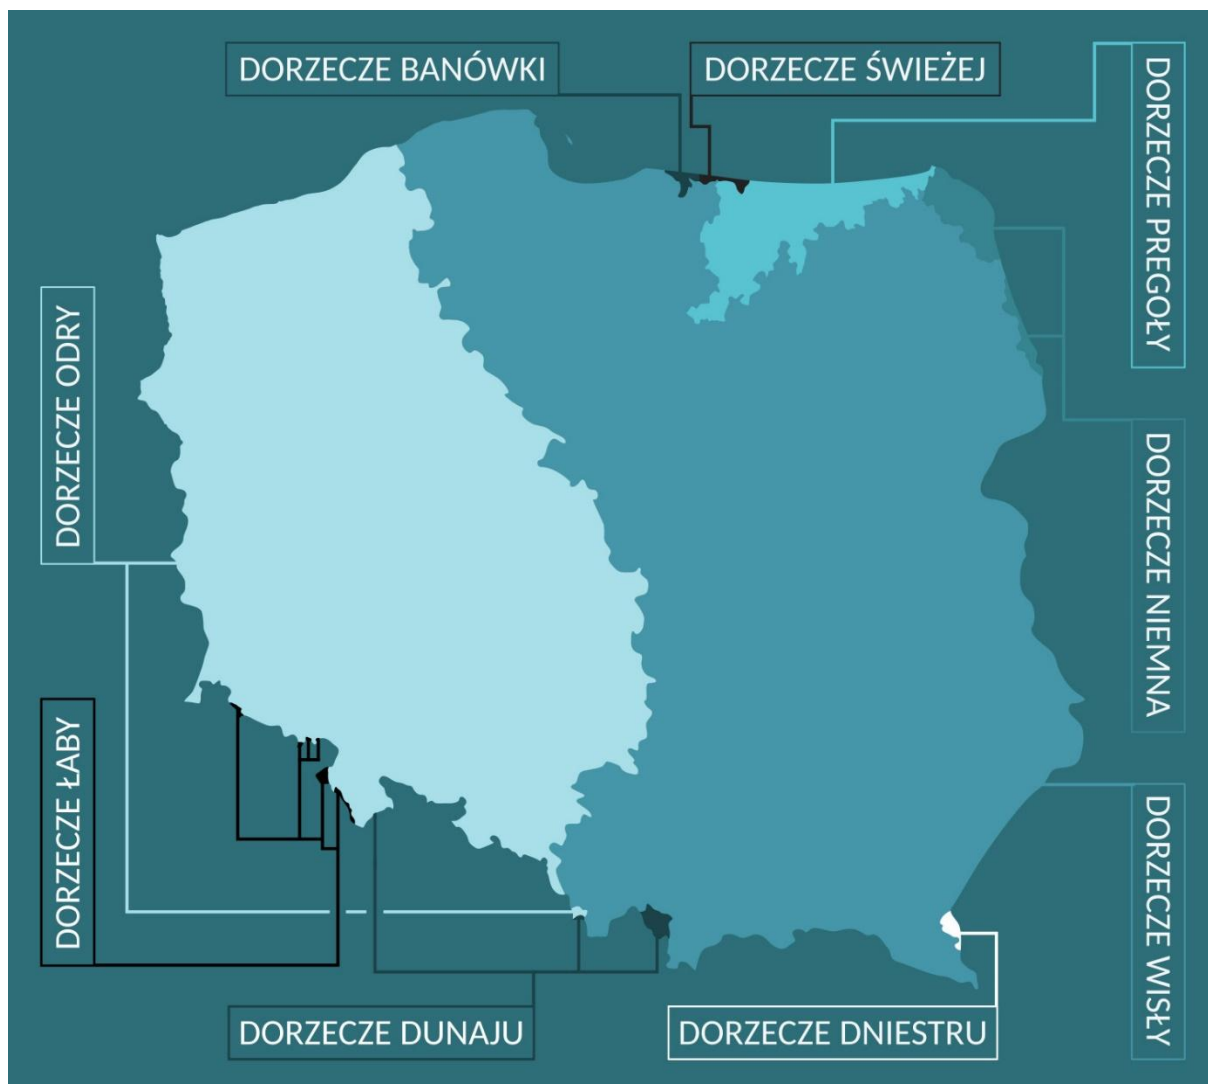 DORZECZE BANÓWKI
DORZECZE ŚWIEŻEJ
DORZECZE PREGOŁY
DORZECZE ODRY
DORZECZE NIEMNA
DORZECZE ŁABY
DORZECZE WISŁY
DORZECZE DUNAJU
DORZECZE DNIESTRU